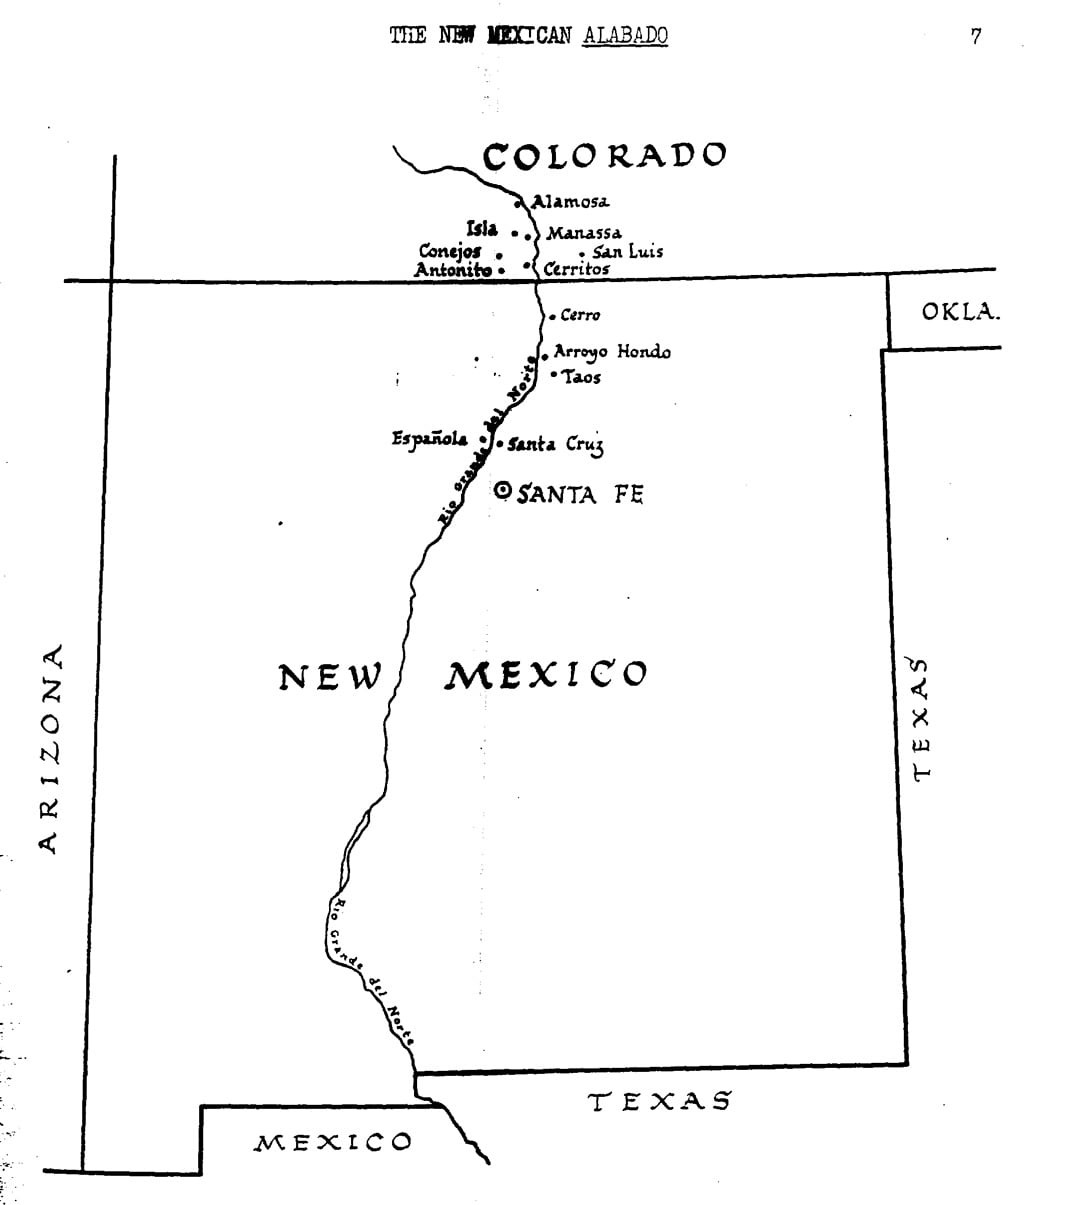 THE NEW MEXICAN ALABADO
7
COLORADO
Alamosa
Isla
Manassa
Conejos
San Luis
Antonito
Cerritos
OKLA.
Cerro
Arroyo Hondo
Taos
Rio Grande del Norte
Española
Santa Cruz
SANTA FE
ARIZONA
NEW MEXICO
TEXAS
Rio Grande del Norte
TEXAS
MEXICO